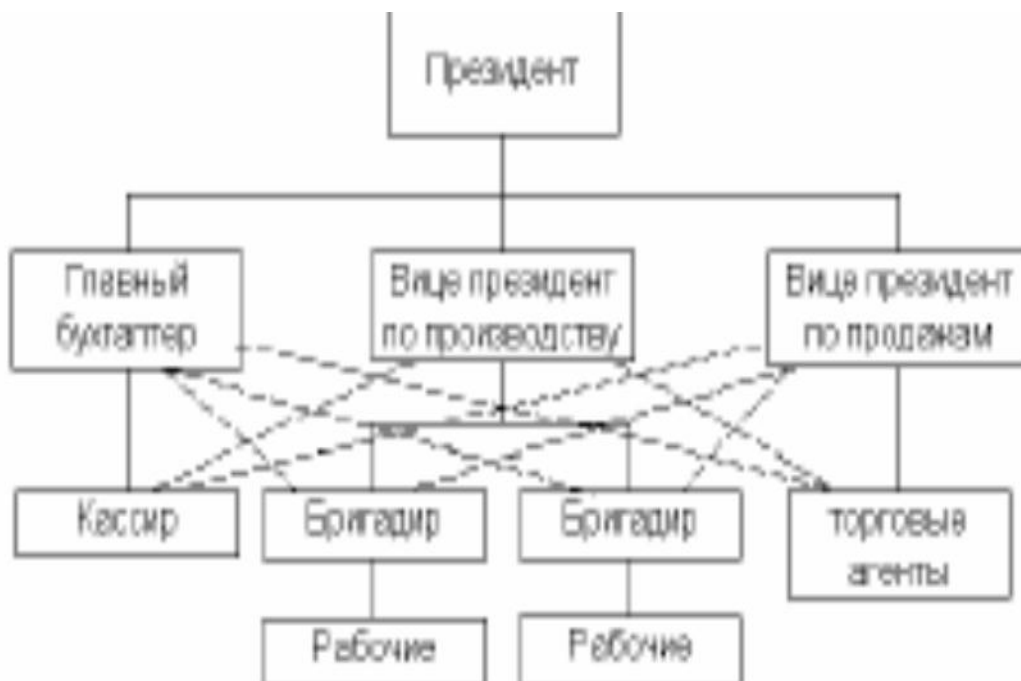 Президент
Главный
бухгалтер
Вице президент
по производству
Вице президент
по продажам
Кассир
Бригадир
Бригадир
торговые
агенты
Рабочие
Рабочие